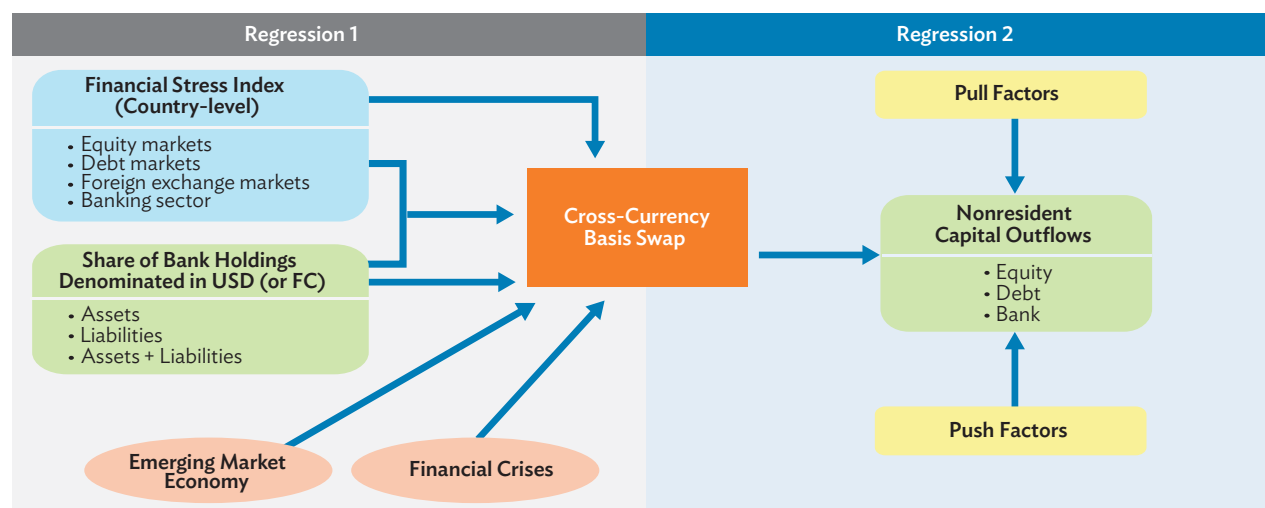 Regression 1
Regression 2
Financial Stress Index
(Country-level)
• Equity markets
• Debt markets
• Foreign exchange markets
• Banking sector
Share of Bank Holdings
Denominated in USD (or FC)
• Assets
• Liabilities
• Assets + Liabilities
Emerging Market
Economy
Financial Crises
Cross-Currency
Basis Swap
Pull Factors
Nonresident
Capital Outflows
• Equity
• Debt
• Bank
Push Factors